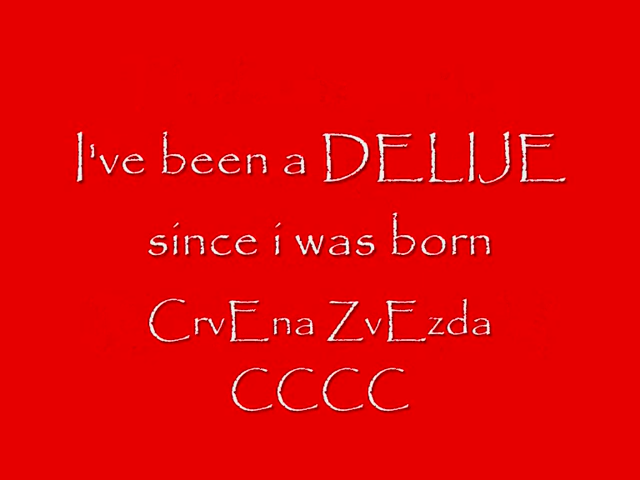 I've been a DELIJE
since i was born
CrvEna ZvEzda
CCCC